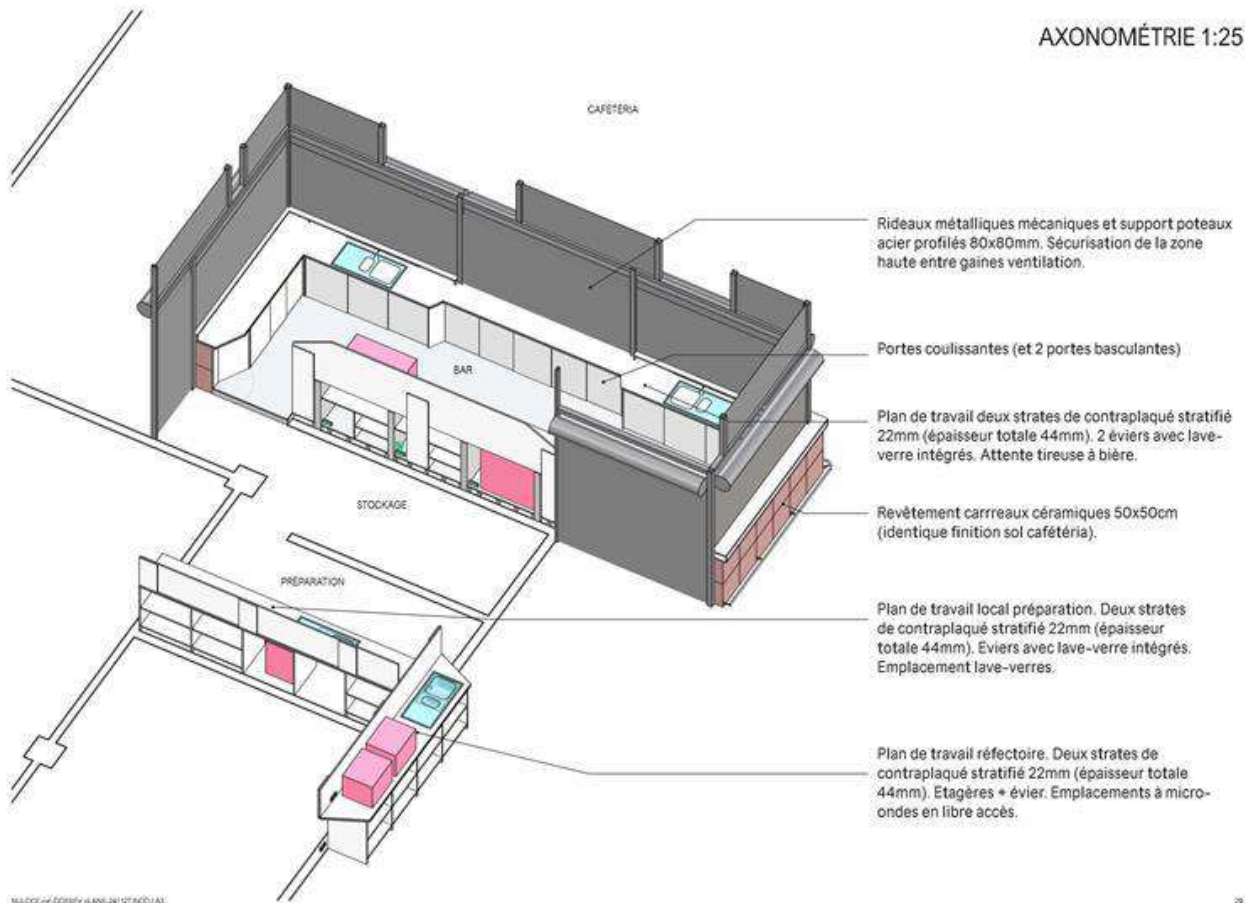 AXONOMÉTRIE 1:25
CAFÉTÉRIA
Rideaux métalliques mécaniques et support poteaux
acier profilés 80x80mm. Sécurisation de la zone
haute entre gaines ventilation.
Portes coulissantes (et 2 portes basculantes)
BAR
Plan de travail deux strates de contraplaqué stratifié
22mm (épaisseur totale 44mm). 2 éviers avec lave-
verre intégrés. Attente tireuse à bière.
STOCKAGE
Revêtement carrreaux céramiques 50x50cm
(identique finition sol cafétéria).
PRÉPARATION
Plan de travail local préparation. Deux strates
de contraplaqué stratifié 22mm (épaisseur
totale 44mm). Eviers avec lave-verre intégrés.
Emplacement lave-verres.
Plan de travail réfectoire. Deux strates de
contraplaqué stratifié 22mm (épaisseur totale
44mm). Etagères + évier. Emplacements à micro-
ondes en libre accès.